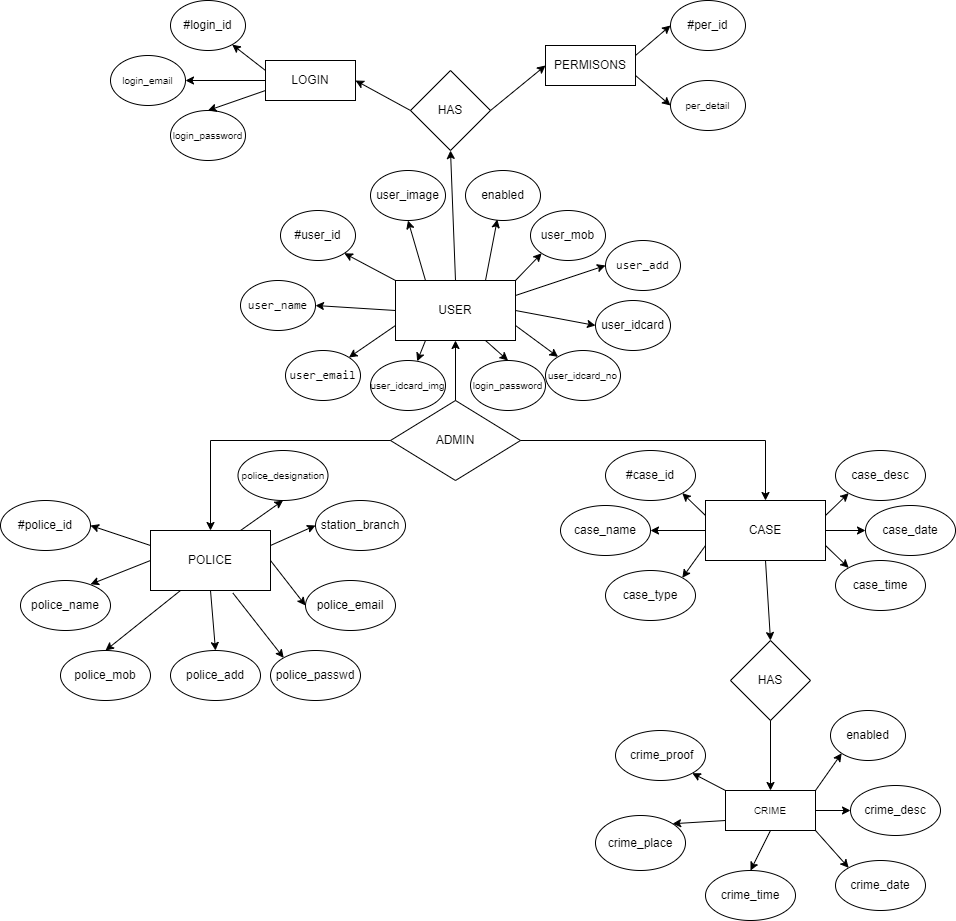 #login_id
#per_id
login_email
LOGIN
PERMISONS
HAS
per_detail
login_password
user_image
enabled
#user_id
user_mob
user_add
user_name
USER
user_idcard
user_email
user_idcard_img
login_password
user_idcard_no
ADMIN
police_designation
#case_id
case_desc
#police_id
station_branch
case_name
CASE
case_date
POLICE
case_type
case_time
police_name
police_email
police_mob
police_add
police_passwd
HAS
enabled
crime_proof
CRIME
crime_desc
crime_place
crime_time
crime_date